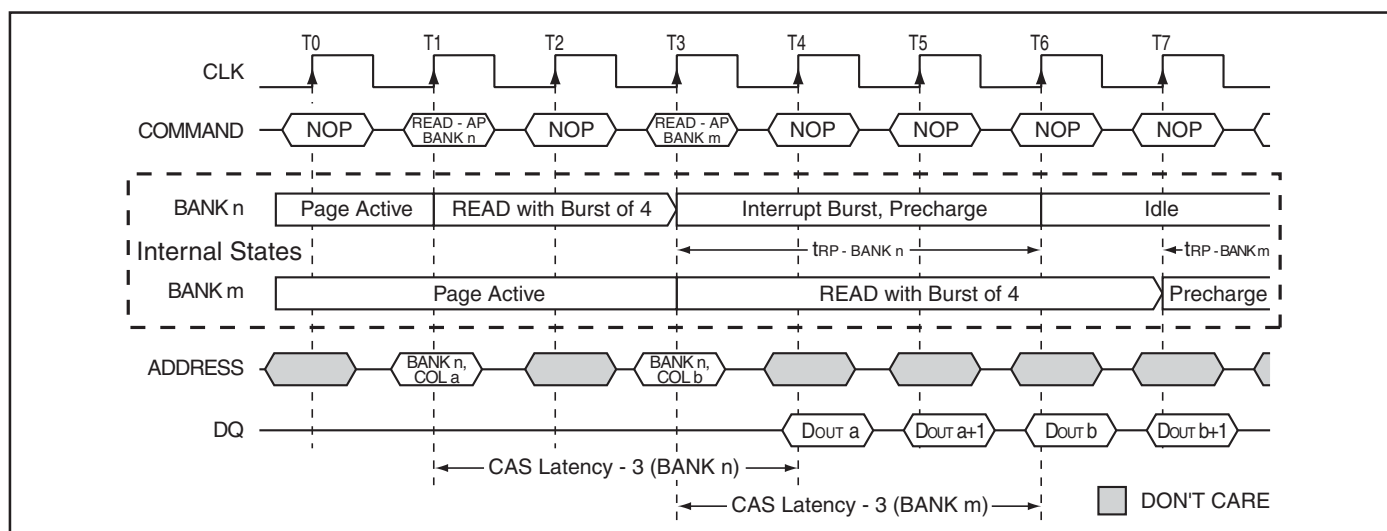 T0 T1 T2 T3 T4 T5 T6 T7
CLK
COMMAND NOP READ - AP BANK n NOP READ - AP BANK m NOP NOP NOP NOP
BANK n Page Active READ with Burst of 4 Interrupt Burst, Precharge Idle
Internal States tRP - BANK n tRP - BANK m
BANK m Page Active READ with Burst of 4 Precharge
ADDRESS BANK n, COL a BANK n, COL b
DQ DOUT a DOUT a+1 DOUT b DOUT b+1
CAS Latency - 3 (BANK n)
CAS Latency - 3 (BANK m) DON'T CARE